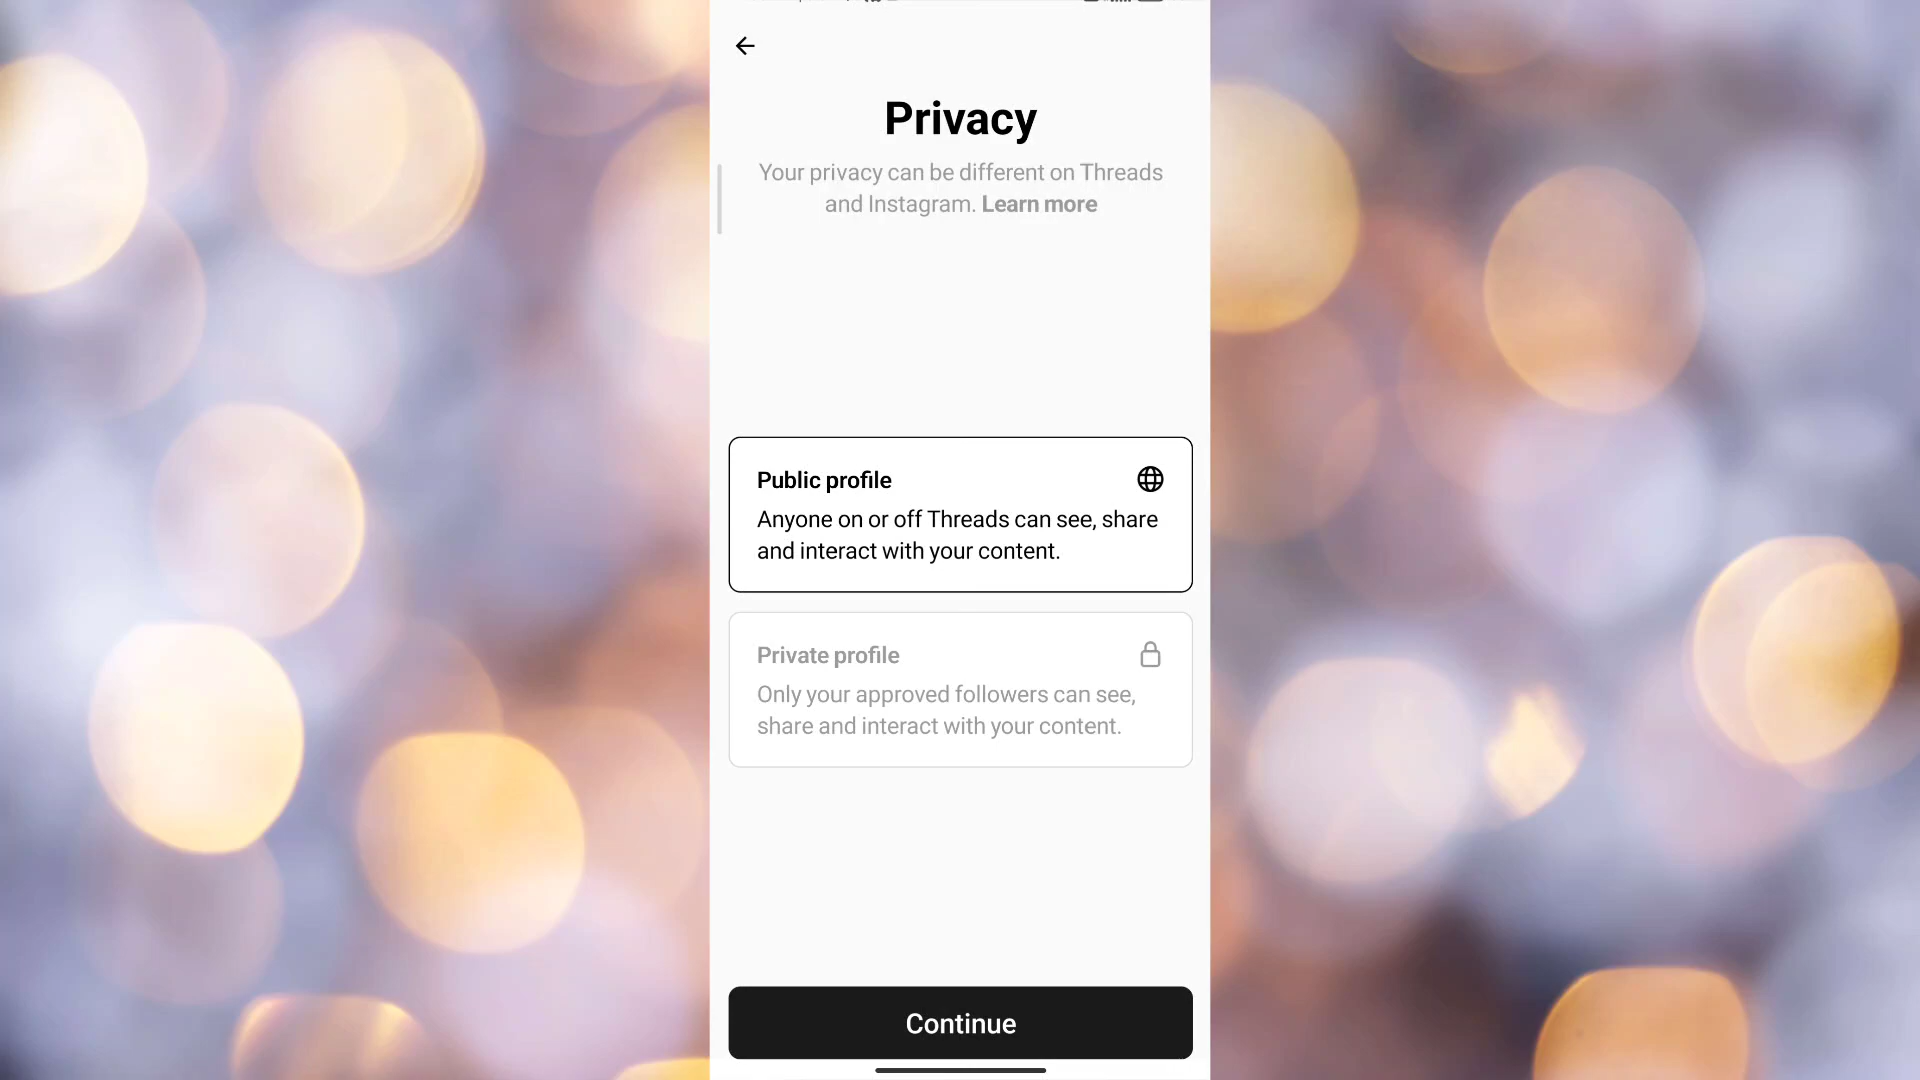 Privacy
Your privacy can be different on Threads
and Instagram. Learn more
Public profile
Anyone on or off Threads can see, share
and interact with your content.
Private profile
Only your approved followers can see,
share and interact with your content.
Continue